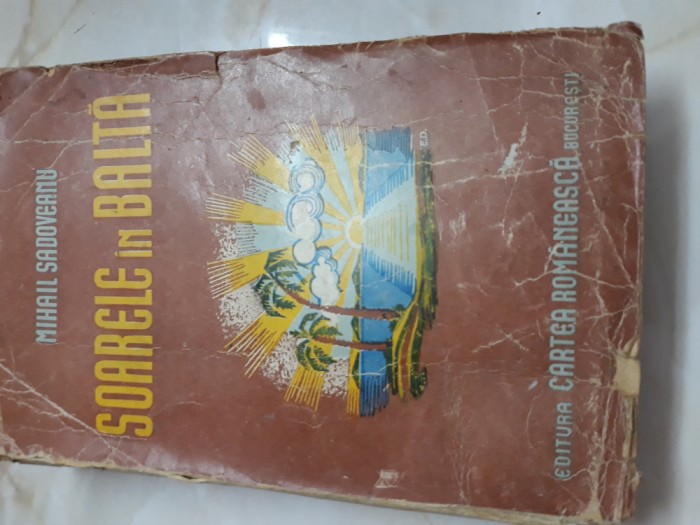 MIHAIL SADOVEANU
SOARELE în BALTĂ
E.D.
EDITURA CARTEA ROMÂNEASCĂ BUCUREȘTI